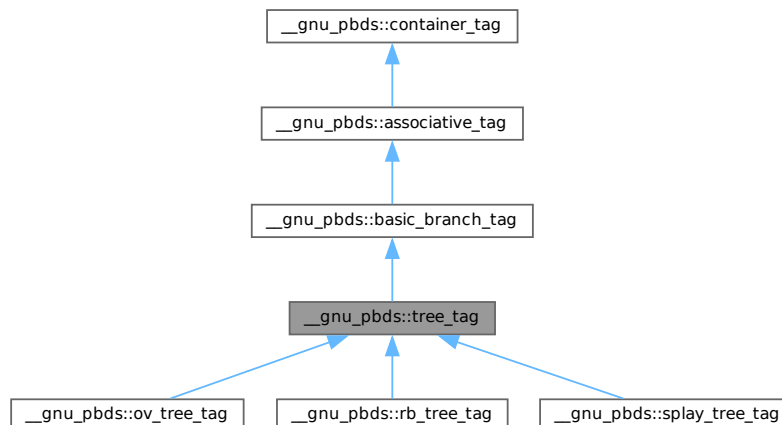 __gnu_pbds::container_tag
__gnu_pbds::associative_tag
__gnu_pbds::basic_branch_tag
__gnu_pbds::tree_tag
__gnu_pbds::ov_tree_tag
__gnu_pbds::rb_tree_tag
__gnu_pbds::splay_tree_tag